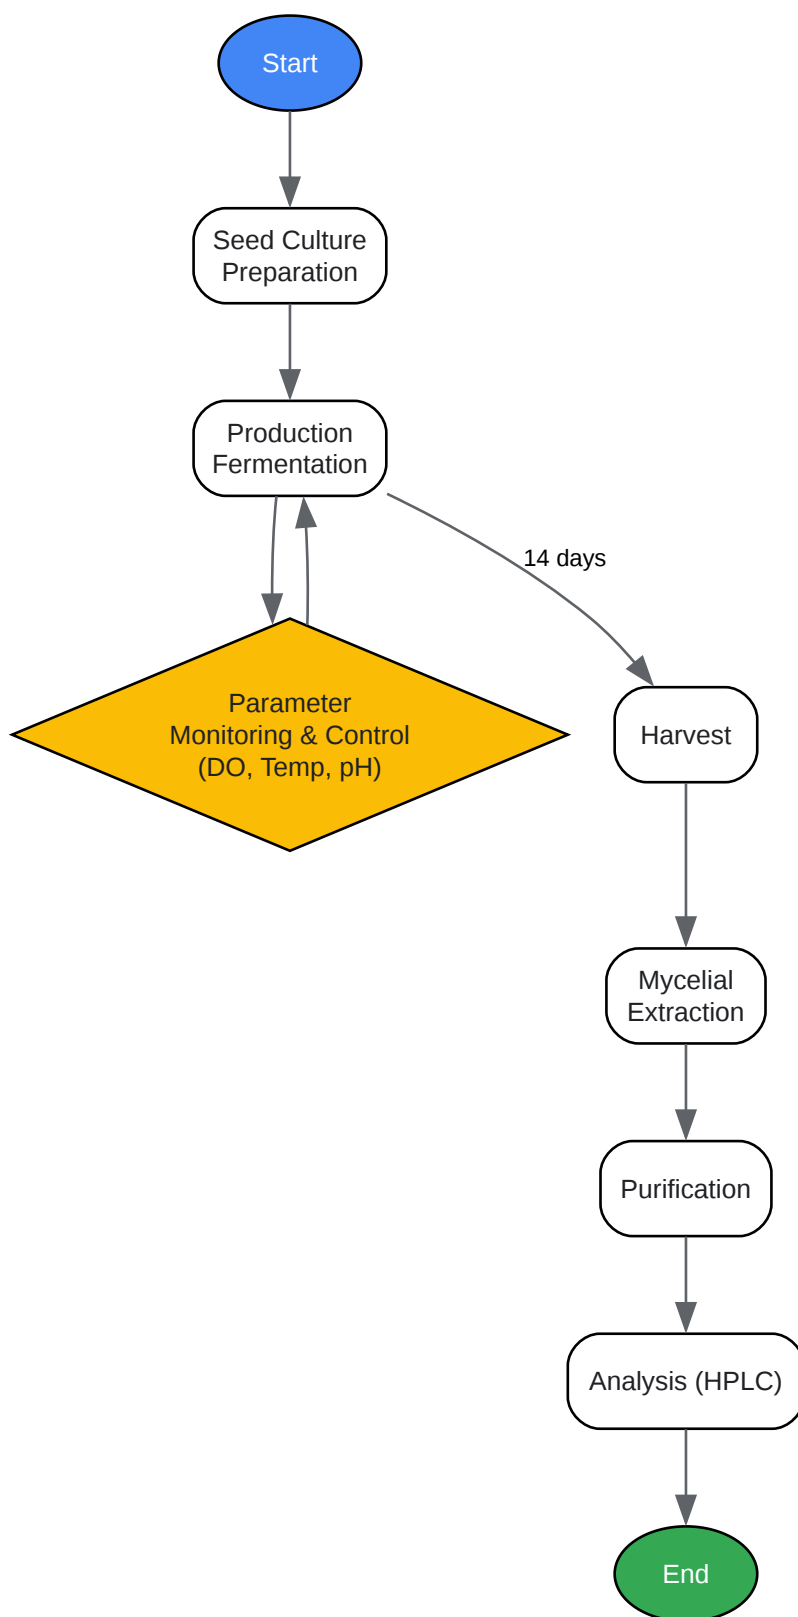 Start
Seed Culture
Preparation
Production
Fermentation
14 days
Parameter
Monitoring & Control
(DO, Temp, pH)
Harvest
Mycelial
Extraction
Purification
Analysis (HPLC)
End